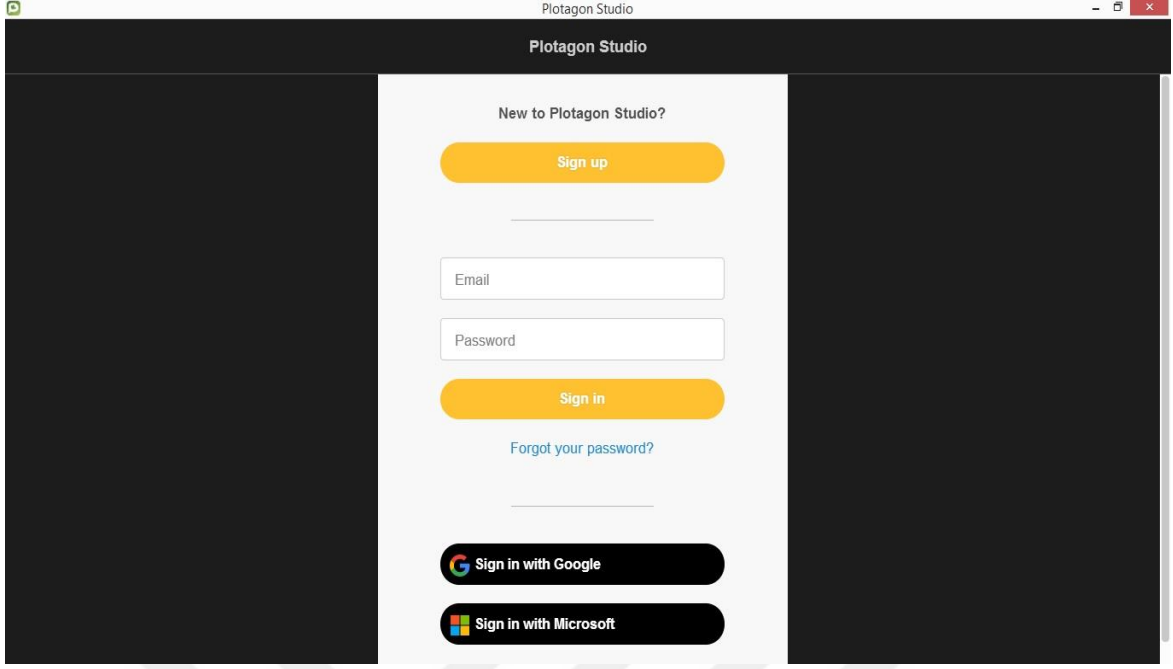 Plotagon Studio
Plotagon Studio
New to Plotagon Studio?
Sign up
Email
Password
Sign in
Forgot your password?
Sign in with Google
Sign in with Microsoft